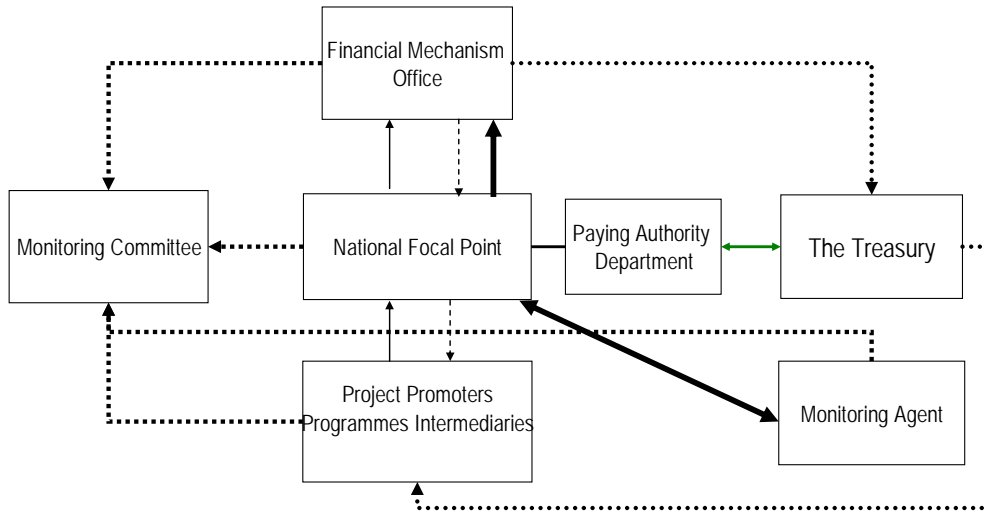 Financial Mechanism
Office
Monitoring Committee
National Focal Point
Paying Authority
Department
The Treasury
Project Promoters
Programmes Intermediaries
Monitoring Agent